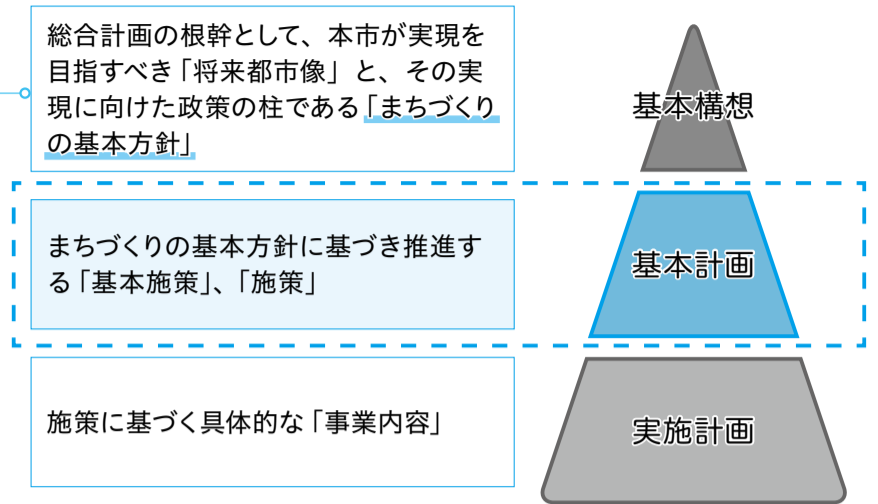 総合計画の根幹として、本市が実現を
目指すべき「将来都市像」と、その実
現に向けた政策の柱である「まちづくり
の基本方針」
基本構想
まちづくりの基本方針に基づき推進す
る「基本施策」、「施策」
基本計画
施策に基づく具体的な「事業内容」
実施計画